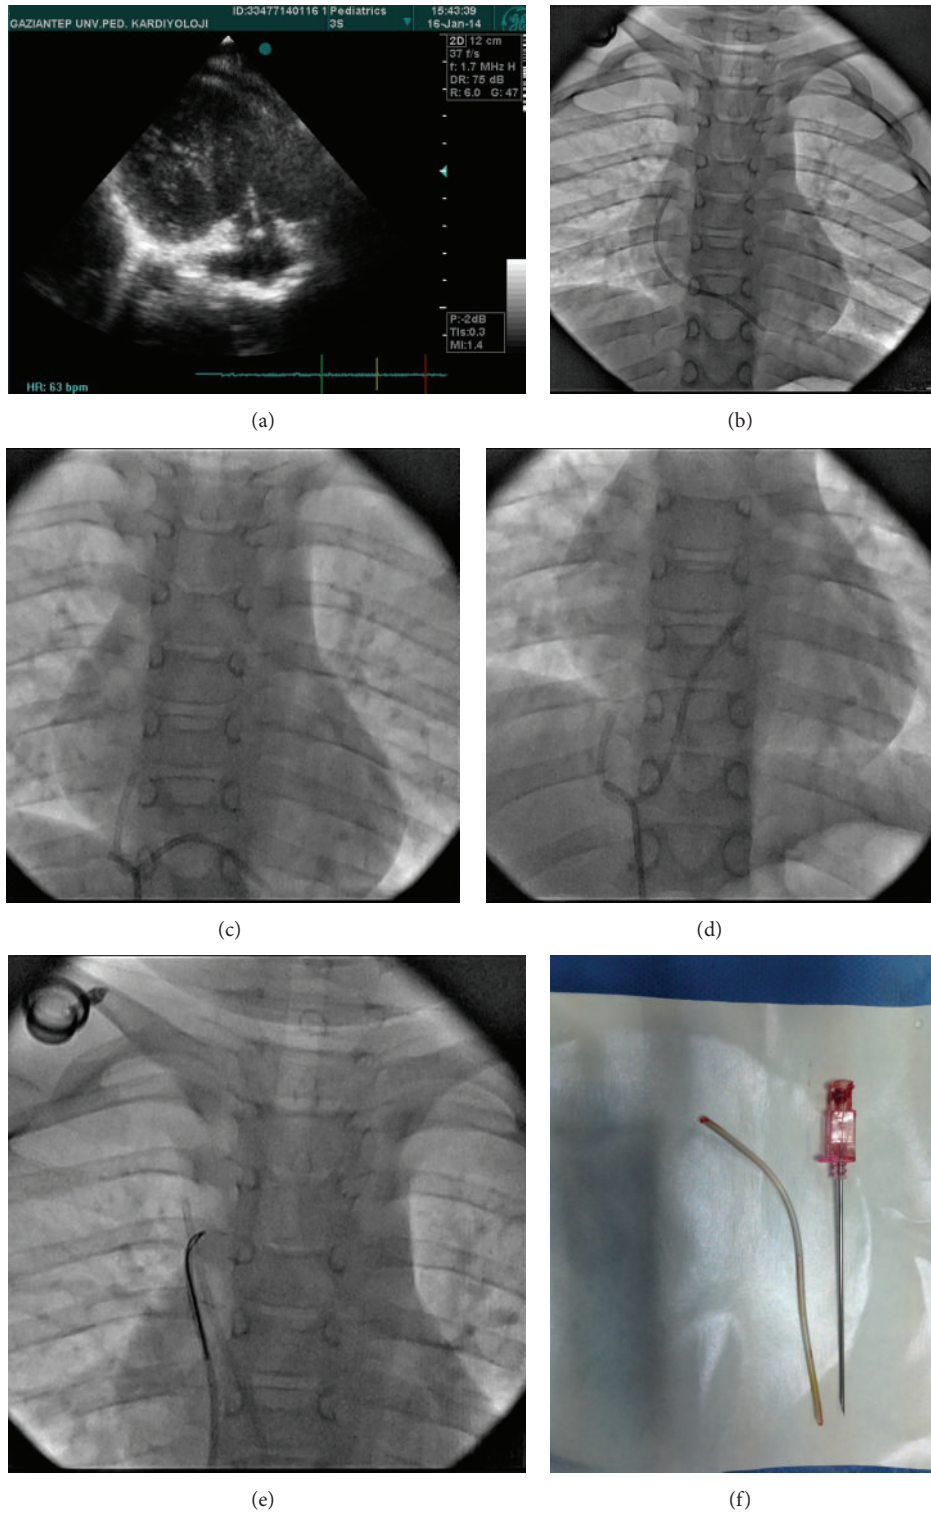 ID:33477140116 1 Pediatrics 15:43:39
GAZIANTEP UNV.PED. KARDIYOLOJI 3S 16-Jan-14
2D 12 cm
37 f/s
f: 1.7 MHz H
DR: 75 dB
R: 6.0 G: 47
P:-2dB
TIs:0.3
MI:1.4
HR: 63 bpm
(a)
(b)
(c)
(d)
(e)
(f)